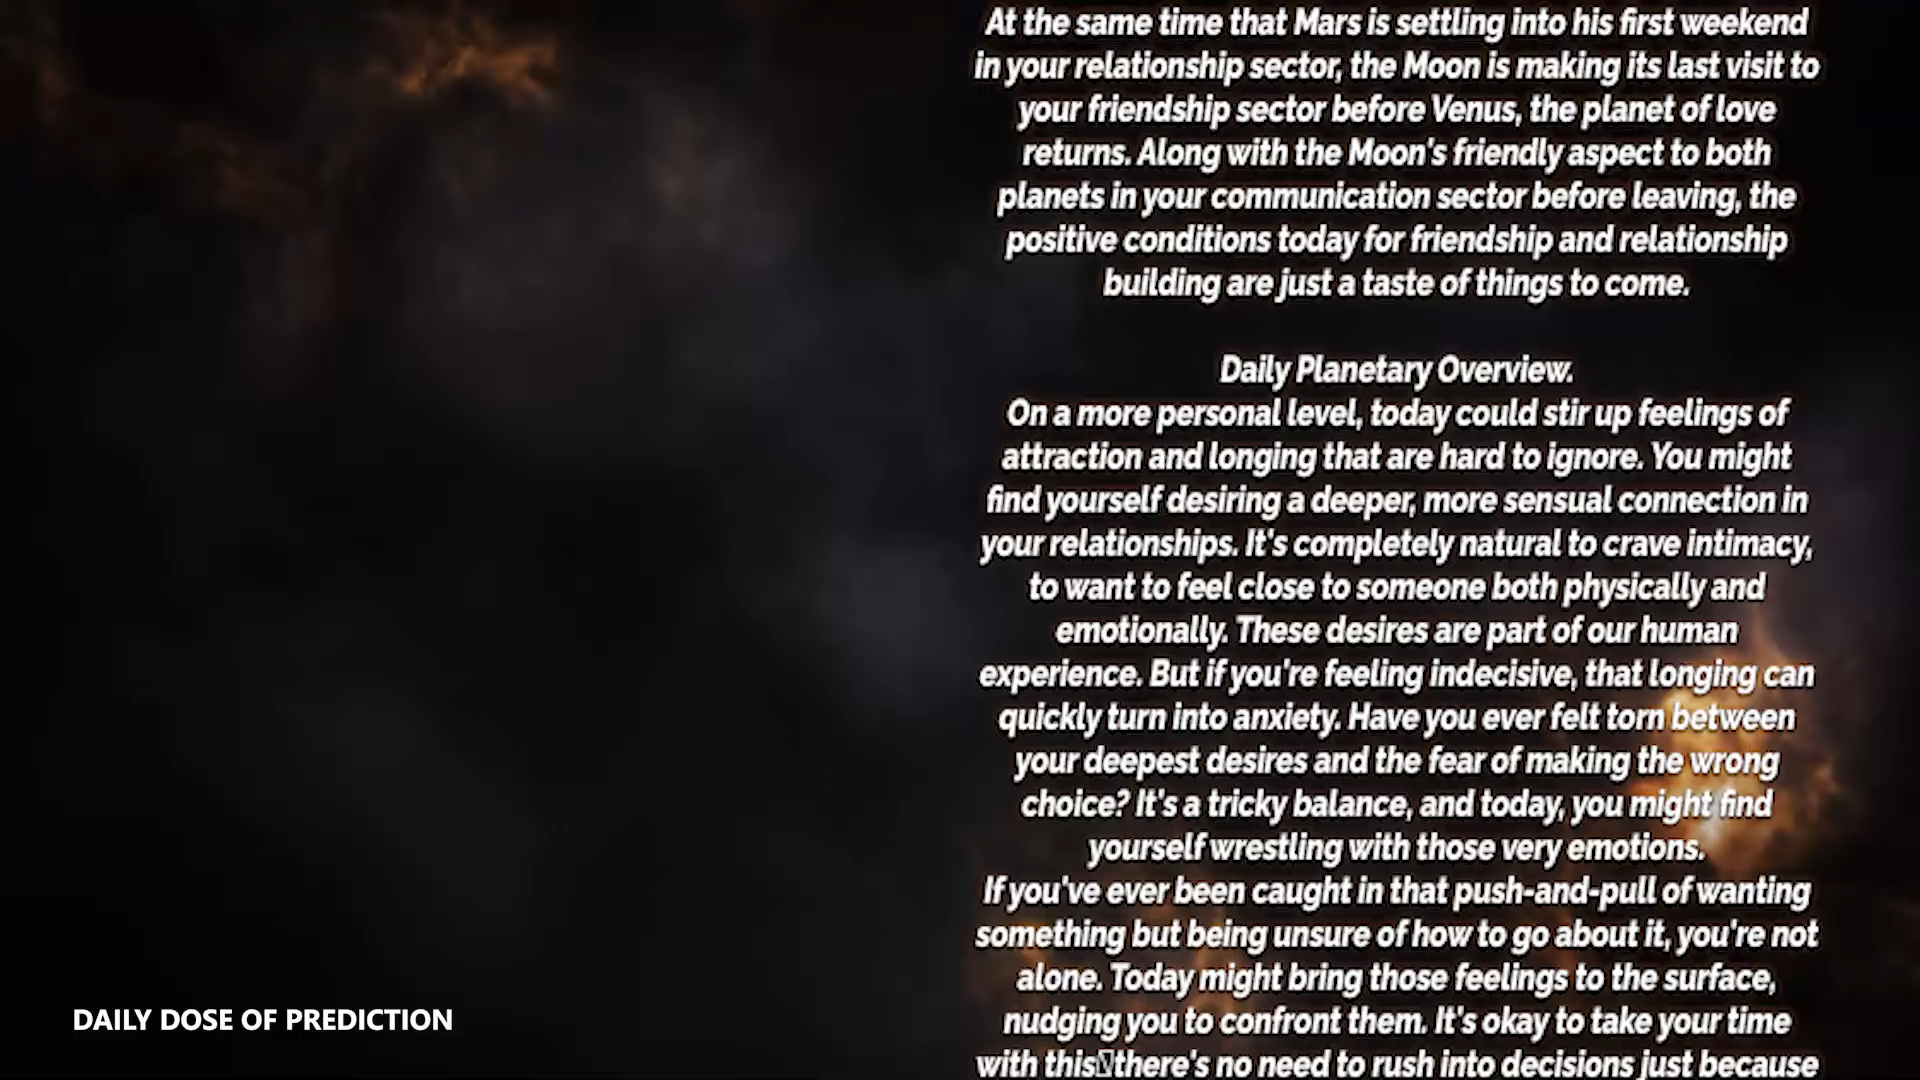 At the same time that Mars is settling into his first weekend
in your relationship sector, the Moon is making its last visit to
your friendship sector before Venus, the planet of love
returns. Along with the Moon's friendly aspect to both
planets in your communication sector before leaving, the
positive conditions today for friendship and relationship
building are just a taste of things to come.
Daily Planetary Overview.
On a more personal level, today could stir up feelings of
attraction and longing that are hard to ignore. You might
find yourself desiring a deeper, more sensual connection in
your relationships. It's completely natural to crave intimacy,
to want to feel close to someone both physically and
emotionally. These desires are part of our human
experience. But if you're feeling indecisive, that longing can
quickly turn into anxiety. Have you ever felt torn between
your deepest desires and the fear of making the wrong
choice? It's a tricky balance, and today, you might find
yourself wrestling with those very emotions.
If you've ever been caught in that push-and-pull of wanting
something but being unsure of how to go about it, you're not
alone. Today might bring those feelings to the surface,
nudging you to confront them. It's okay to take your time
with this there's no need to rush into decisions just because
DAILY DOSE OF PREDICTION